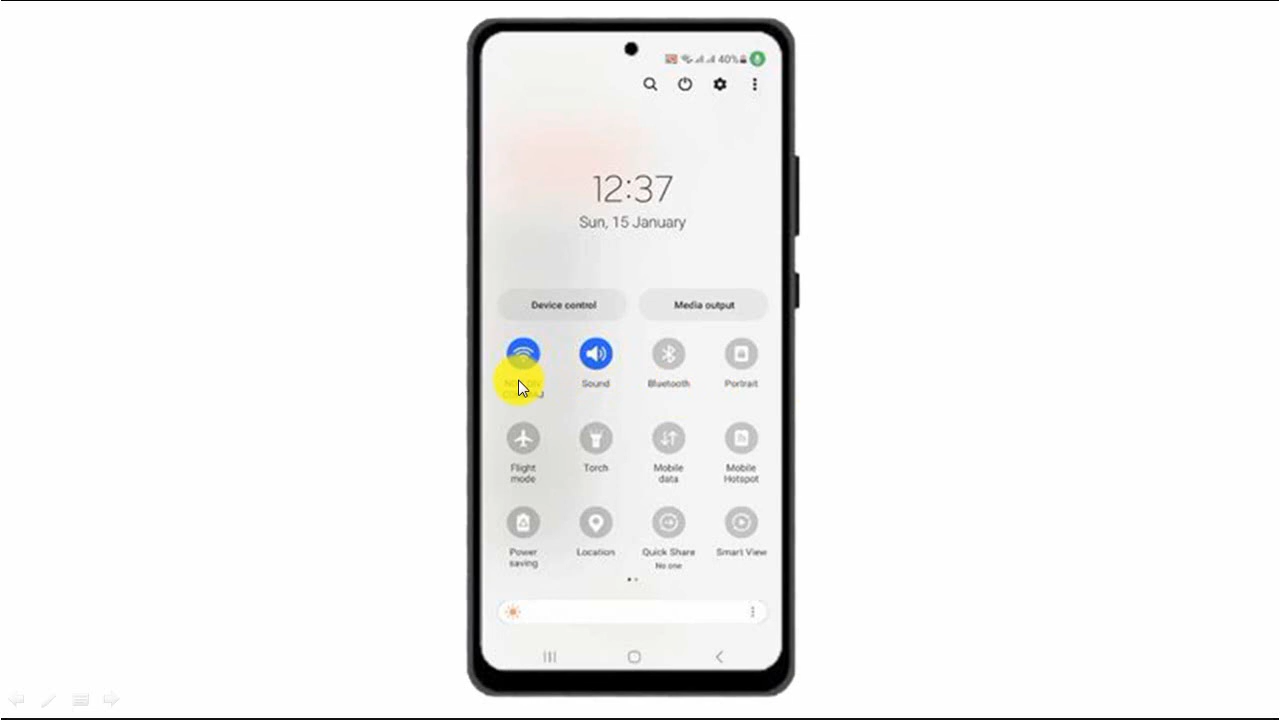 40%
12:37
Sun, 15 January
Device control
Media output
Sound
Bluetooth
Portrait
Flight
mode
Torch
Mobile
data
Mobile
Hotspot
Power
saving
Location
Quick Share
No one
Smart View